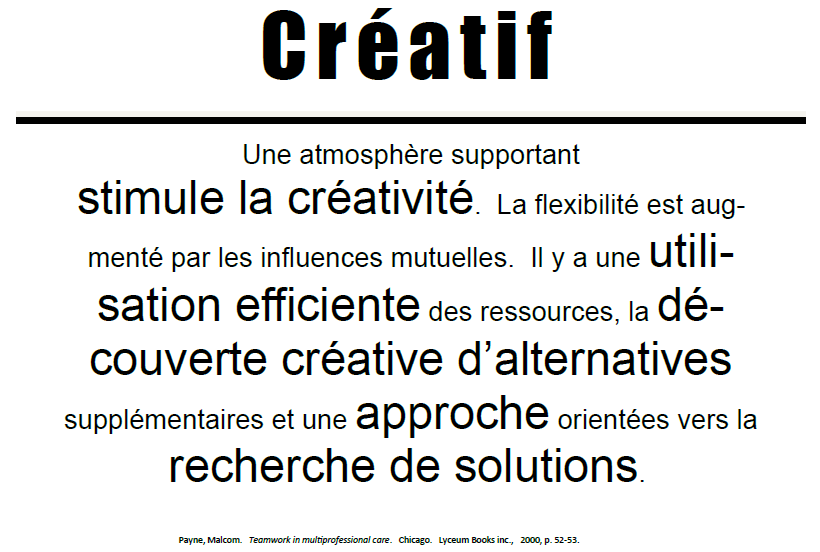 Créatif
Une atmosphère supportant
stimule la créativité.  La flexibilité est aug-
menté par les influences mutuelles.  Il y a une utili-
sation efficiente des ressources, la dé-
couverte créative d’alternatives
supplémentaires et une approche orientées vers la
recherche de solutions.
Payne, Malcom.   Teamwork in multiprofessional care.   Chicago.   Lyceum Books inc.,   2000, p. 52-53.